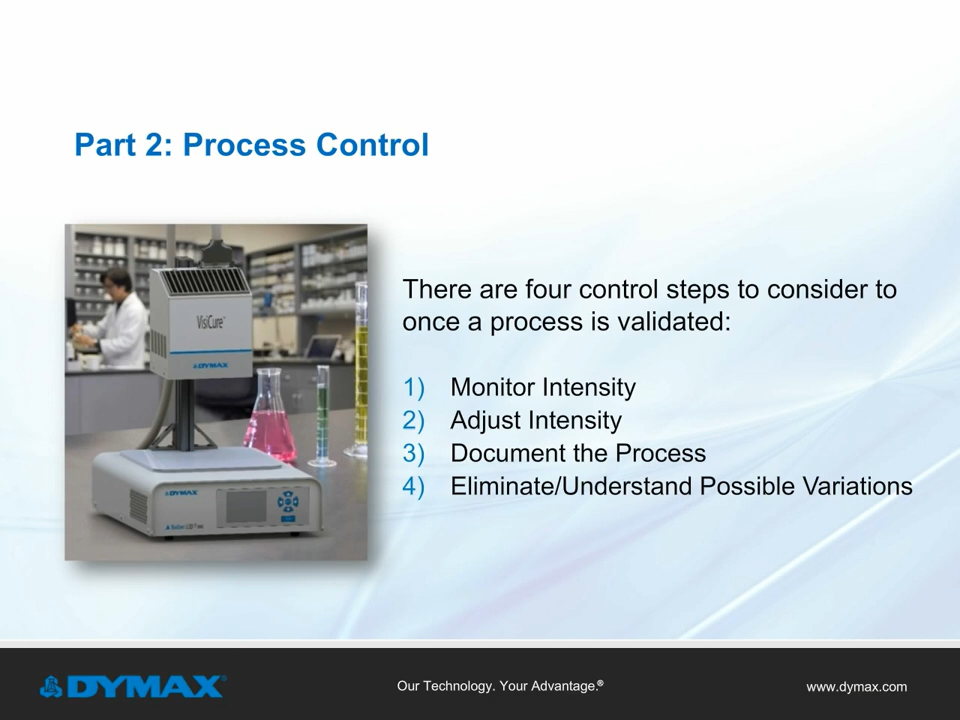 Part 2: Process Control
There are four control steps to consider to
once a process is validated:
1) Monitor Intensity
2) Adjust Intensity
3) Document the Process
4) Eliminate/Understand Possible Variations
VisiCure
DYMAX
DYMAX
DYMAX
Our Technology. Your Advantage.®
www.dymax.com